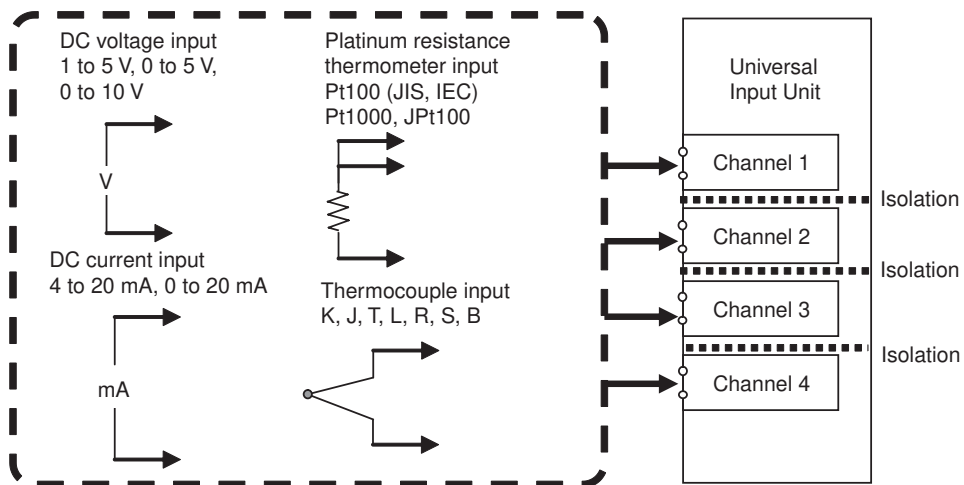 DC voltage input
1 to 5 V, 0 to 5 V,
0 to 10 V
V
DC current input
4 to 20 mA, 0 to 20 mA
mA
Platinum resistance
thermometer input
Pt100 (JIS, IEC)
Pt1000, JPt100
Thermocouple input
K, J, T, L, R, S, B
Universal
Input Unit
Channel 1
Isolation
Channel 2
Isolation
Channel 3
Isolation
Channel 4